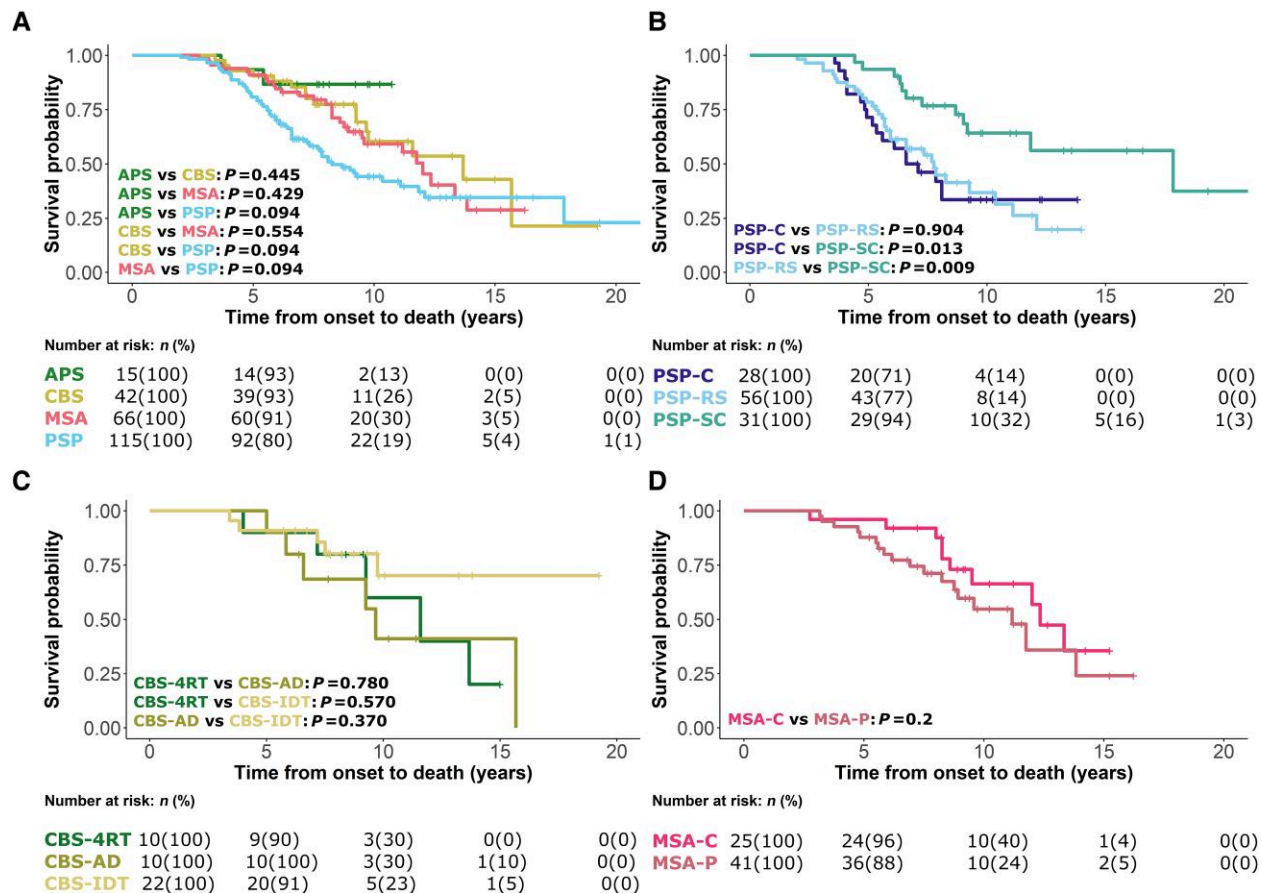 A
Survival probability
1.00
0.75
0.50
0.25
0.00
APS vs CBS: P=0.445
APS vs MSA: P=0.429
APS vs PSP: P=0.094
CBS vs MSA: P=0.554
CBS vs PSP: P=0.094
MSA vs PSP: P=0.094
0 5 10 15 20
Time from onset to death (years)
Number at risk: n (%)
APS 15(100) 14(93) 2(13) 0(0) 0(0)
CBS 42(100) 39(93) 11(26) 2(5) 0(0)
MSA 66(100) 60(91) 20(30) 3(5) 0(0)
PSP 115(100) 92(80) 22(19) 5(4) 1(1)
B
Survival probability
1.00
0.75
0.50
0.25
0.00
PSP-C vs PSP-RS: P=0.904
PSP-C vs PSP-SC: P=0.013
PSP-RS vs PSP-SC: P=0.009
0 5 10 15 20
Time from onset to death (years)
Number at risk: n (%)
PSP-C 28(100) 20(71) 4(14) 0(0) 0(0)
PSP-RS 56(100) 43(77) 8(14) 0(0) 0(0)
PSP-SC 31(100) 29(94) 10(32) 5(16) 1(3)
C
Survival probability
1.00
0.75
0.50
0.25
0.00
CBS-4RT vs CBS-AD: P=0.780
CBS-4RT vs CBS-IDT: P=0.570
CBS-AD vs CBS-IDT: P=0.370
0 5 10 15 20
Time from onset to death (years)
Number at risk: n (%)
CBS-4RT 10(100) 9(90) 3(30) 0(0) 0(0)
CBS-AD 10(100) 10(100) 3(30) 1(10) 0(0)
CBS-IDT 22(100) 20(91) 5(23) 1(5) 0(0)
D
Survival probability
1.00
0.75
0.50
0.25
0.00
MSA-C vs MSA-P: P=0.2
0 5 10 15 20
Time from onset to death (years)
Number at risk: n (%)
MSA-C 25(100) 24(96) 10(40) 1(4) 0(0)
MSA-P 41(100) 36(88) 10(24) 2(5) 0(0)